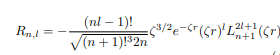 R_{n,l} = -\frac{(nl-1)!}{\sqrt{(n+1)!^3 2n}} \zeta^{3/2} e^{-\zeta r} (\zeta r)^l L_{n+1}^{2l+1}(\zeta r)